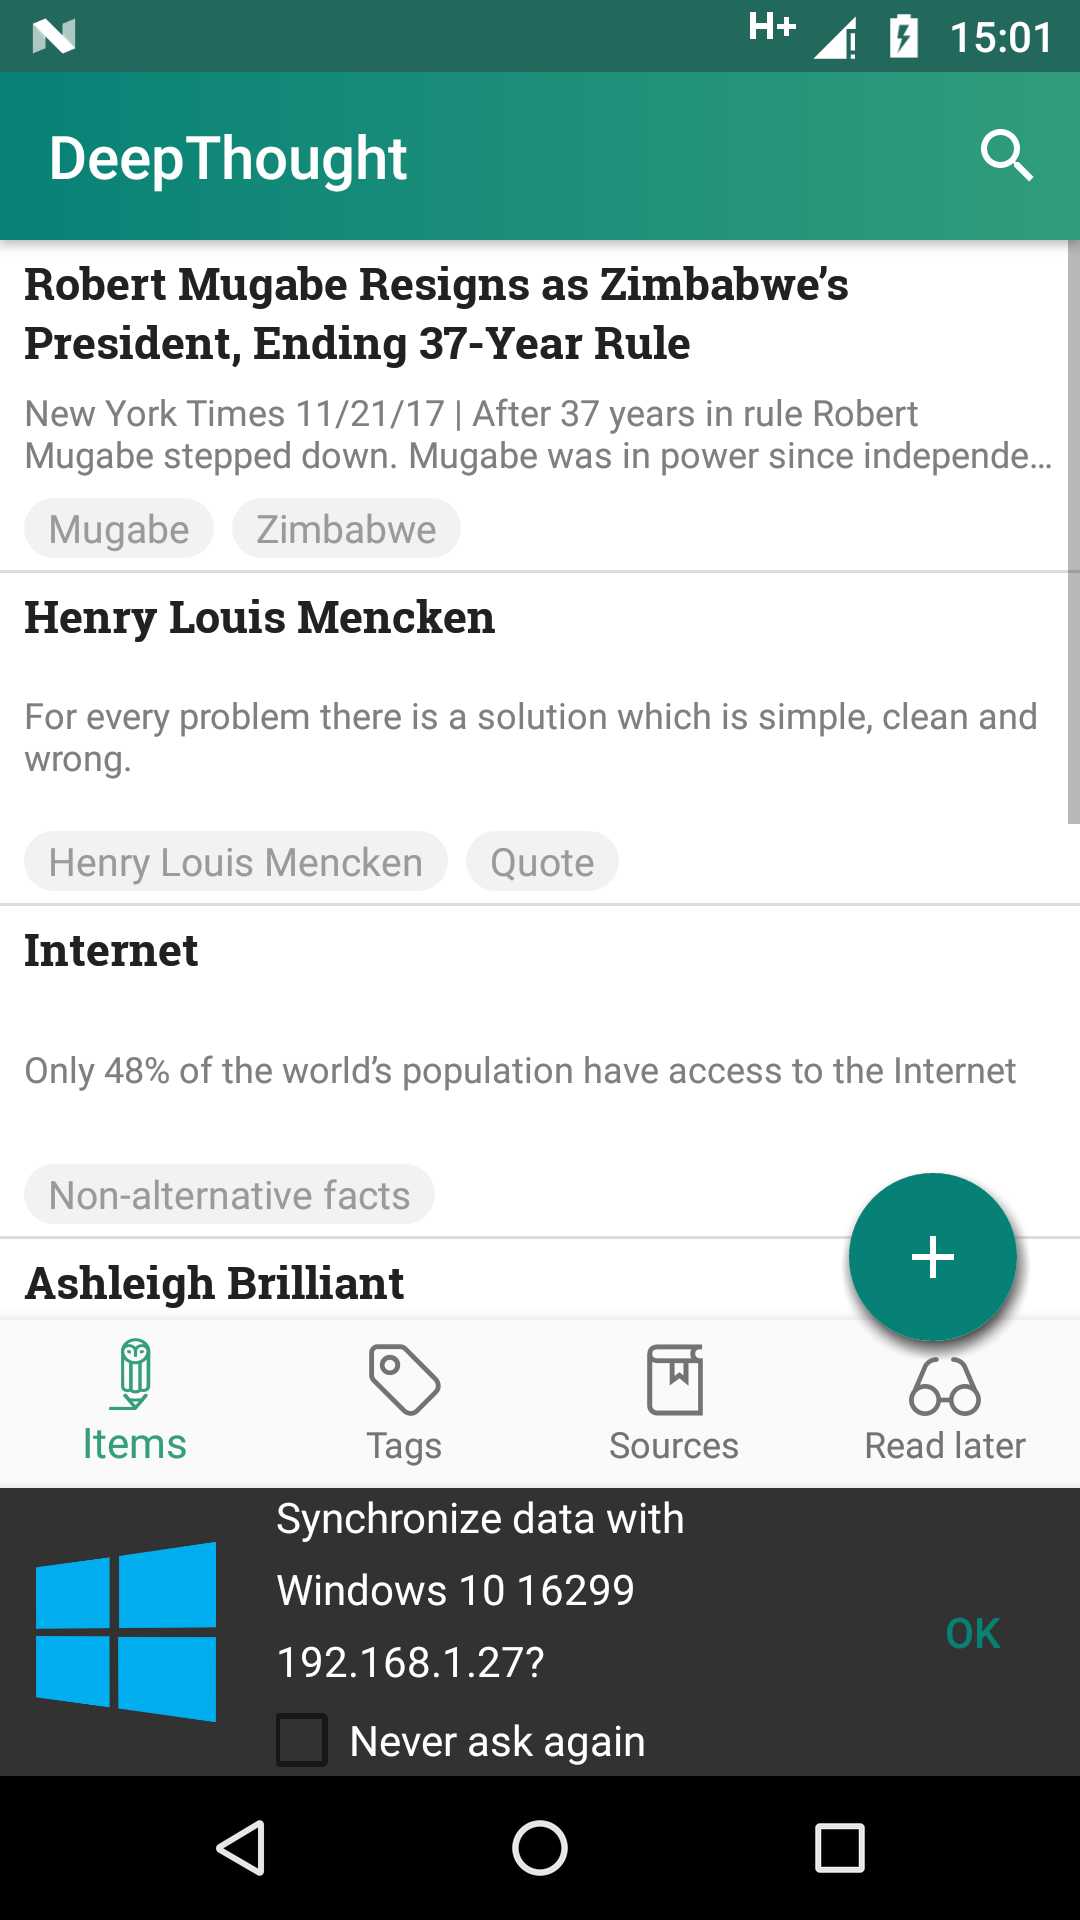 H+ 15:01
DeepThought
Robert Mugabe Resigns as Zimbabwe’s
President, Ending 37-Year Rule
New York Times 11/21/17 | After 37 years in rule Robert
Mugabe stepped down. Mugabe was in power since independe…
Mugabe Zimbabwe
Henry Louis Mencken
For every problem there is a solution which is simple, clean and
wrong.
Henry Louis Mencken Quote
Internet
Only 48% of the world’s population have access to the Internet
Non-alternative facts
Ashleigh Brilliant
Items Tags Sources Read later
Synchronize data with
Windows 10 16299
192.168.1.27?
OK
Never ask again